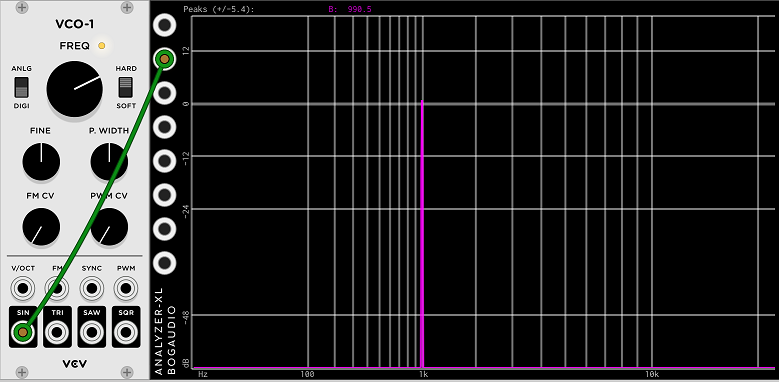 VCO-1
FREQ
ANLG
HARD
DIGI
SOFT
FINE
P. WIDTH
FM CV
PWM CV
V/OCT
FM
SYNC
PWM
SIN
TRI
SAW
SQR
VCV
ANALYZER-XL
BOGAUDIO
Peaks (+/-5.4):
B: 990.5
12
0
-12
-24
-48
dB
Hz
100
1k
10k